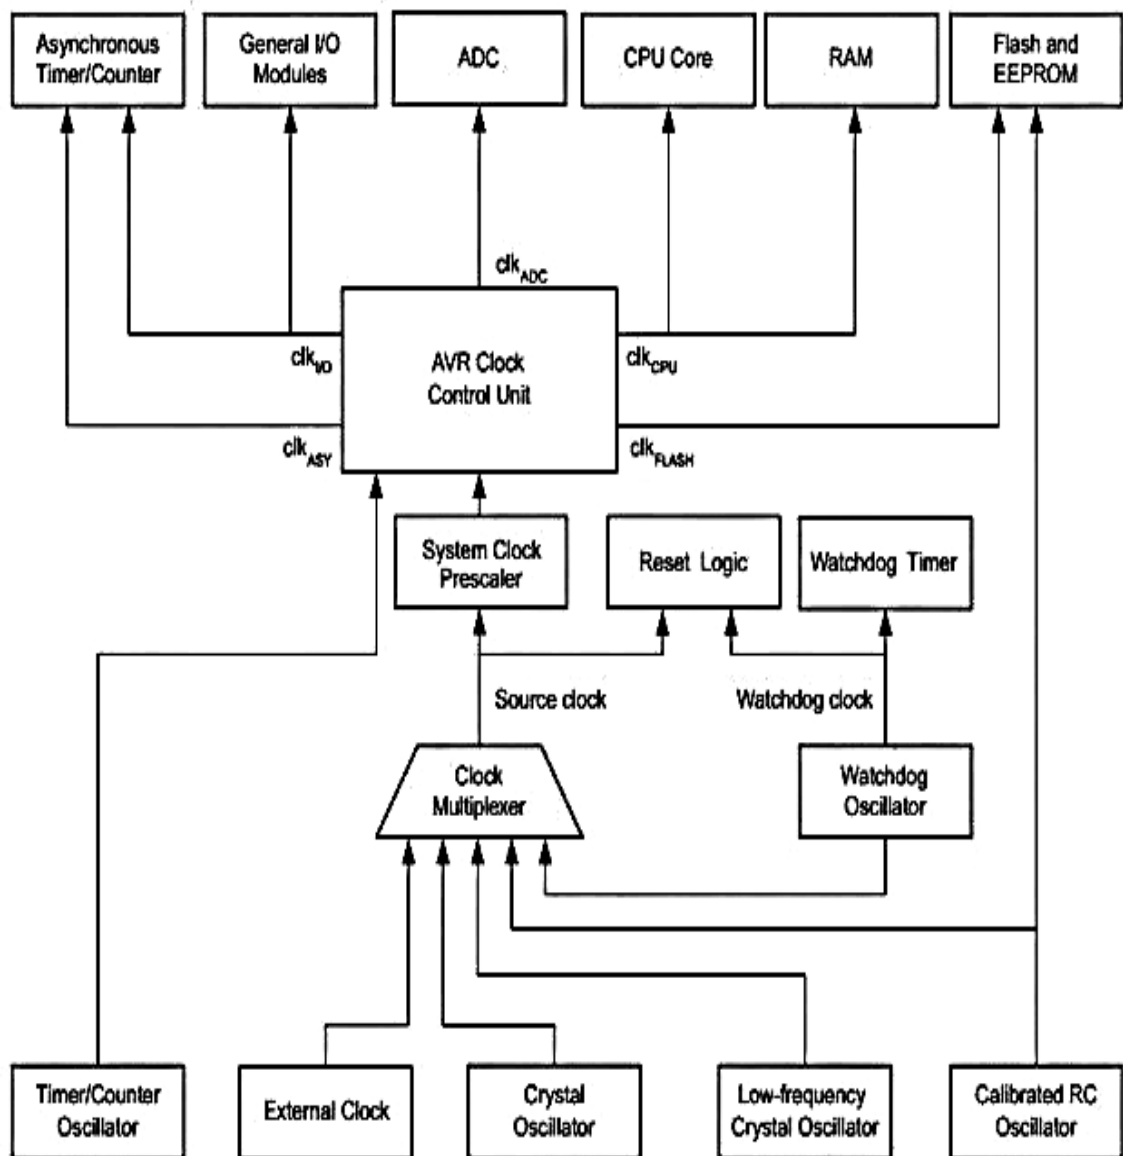 Asynchronous
Timer/Counter
General I/O
Modules
ADC
CPU Core
RAM
Flash and
EEPROM
clkADC
clkI/O
AVR Clock
Control Unit
clkCPU
clkASY
clkFLASH
System Clock
Prescaler
Reset Logic
Watchdog Timer
Source clock
Watchdog clock
Clock
Multiplexer
Watchdog
Oscillator
Timer/Counter
Oscillator
External Clock
Crystal
Oscillator
Low-frequency
Crystal Oscillator
Calibrated RC
Oscillator